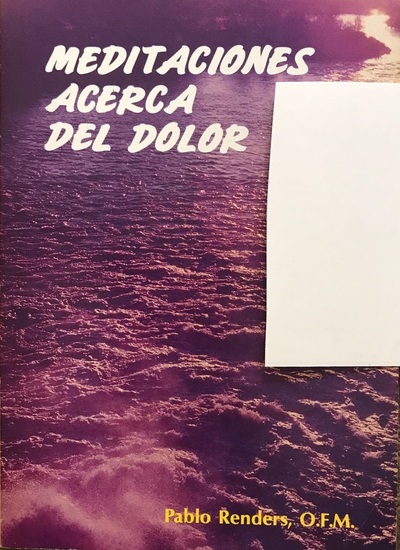 MEDITACIONES
ACERCA
DEL DOLOR
Pablo Renders, O.F.M.